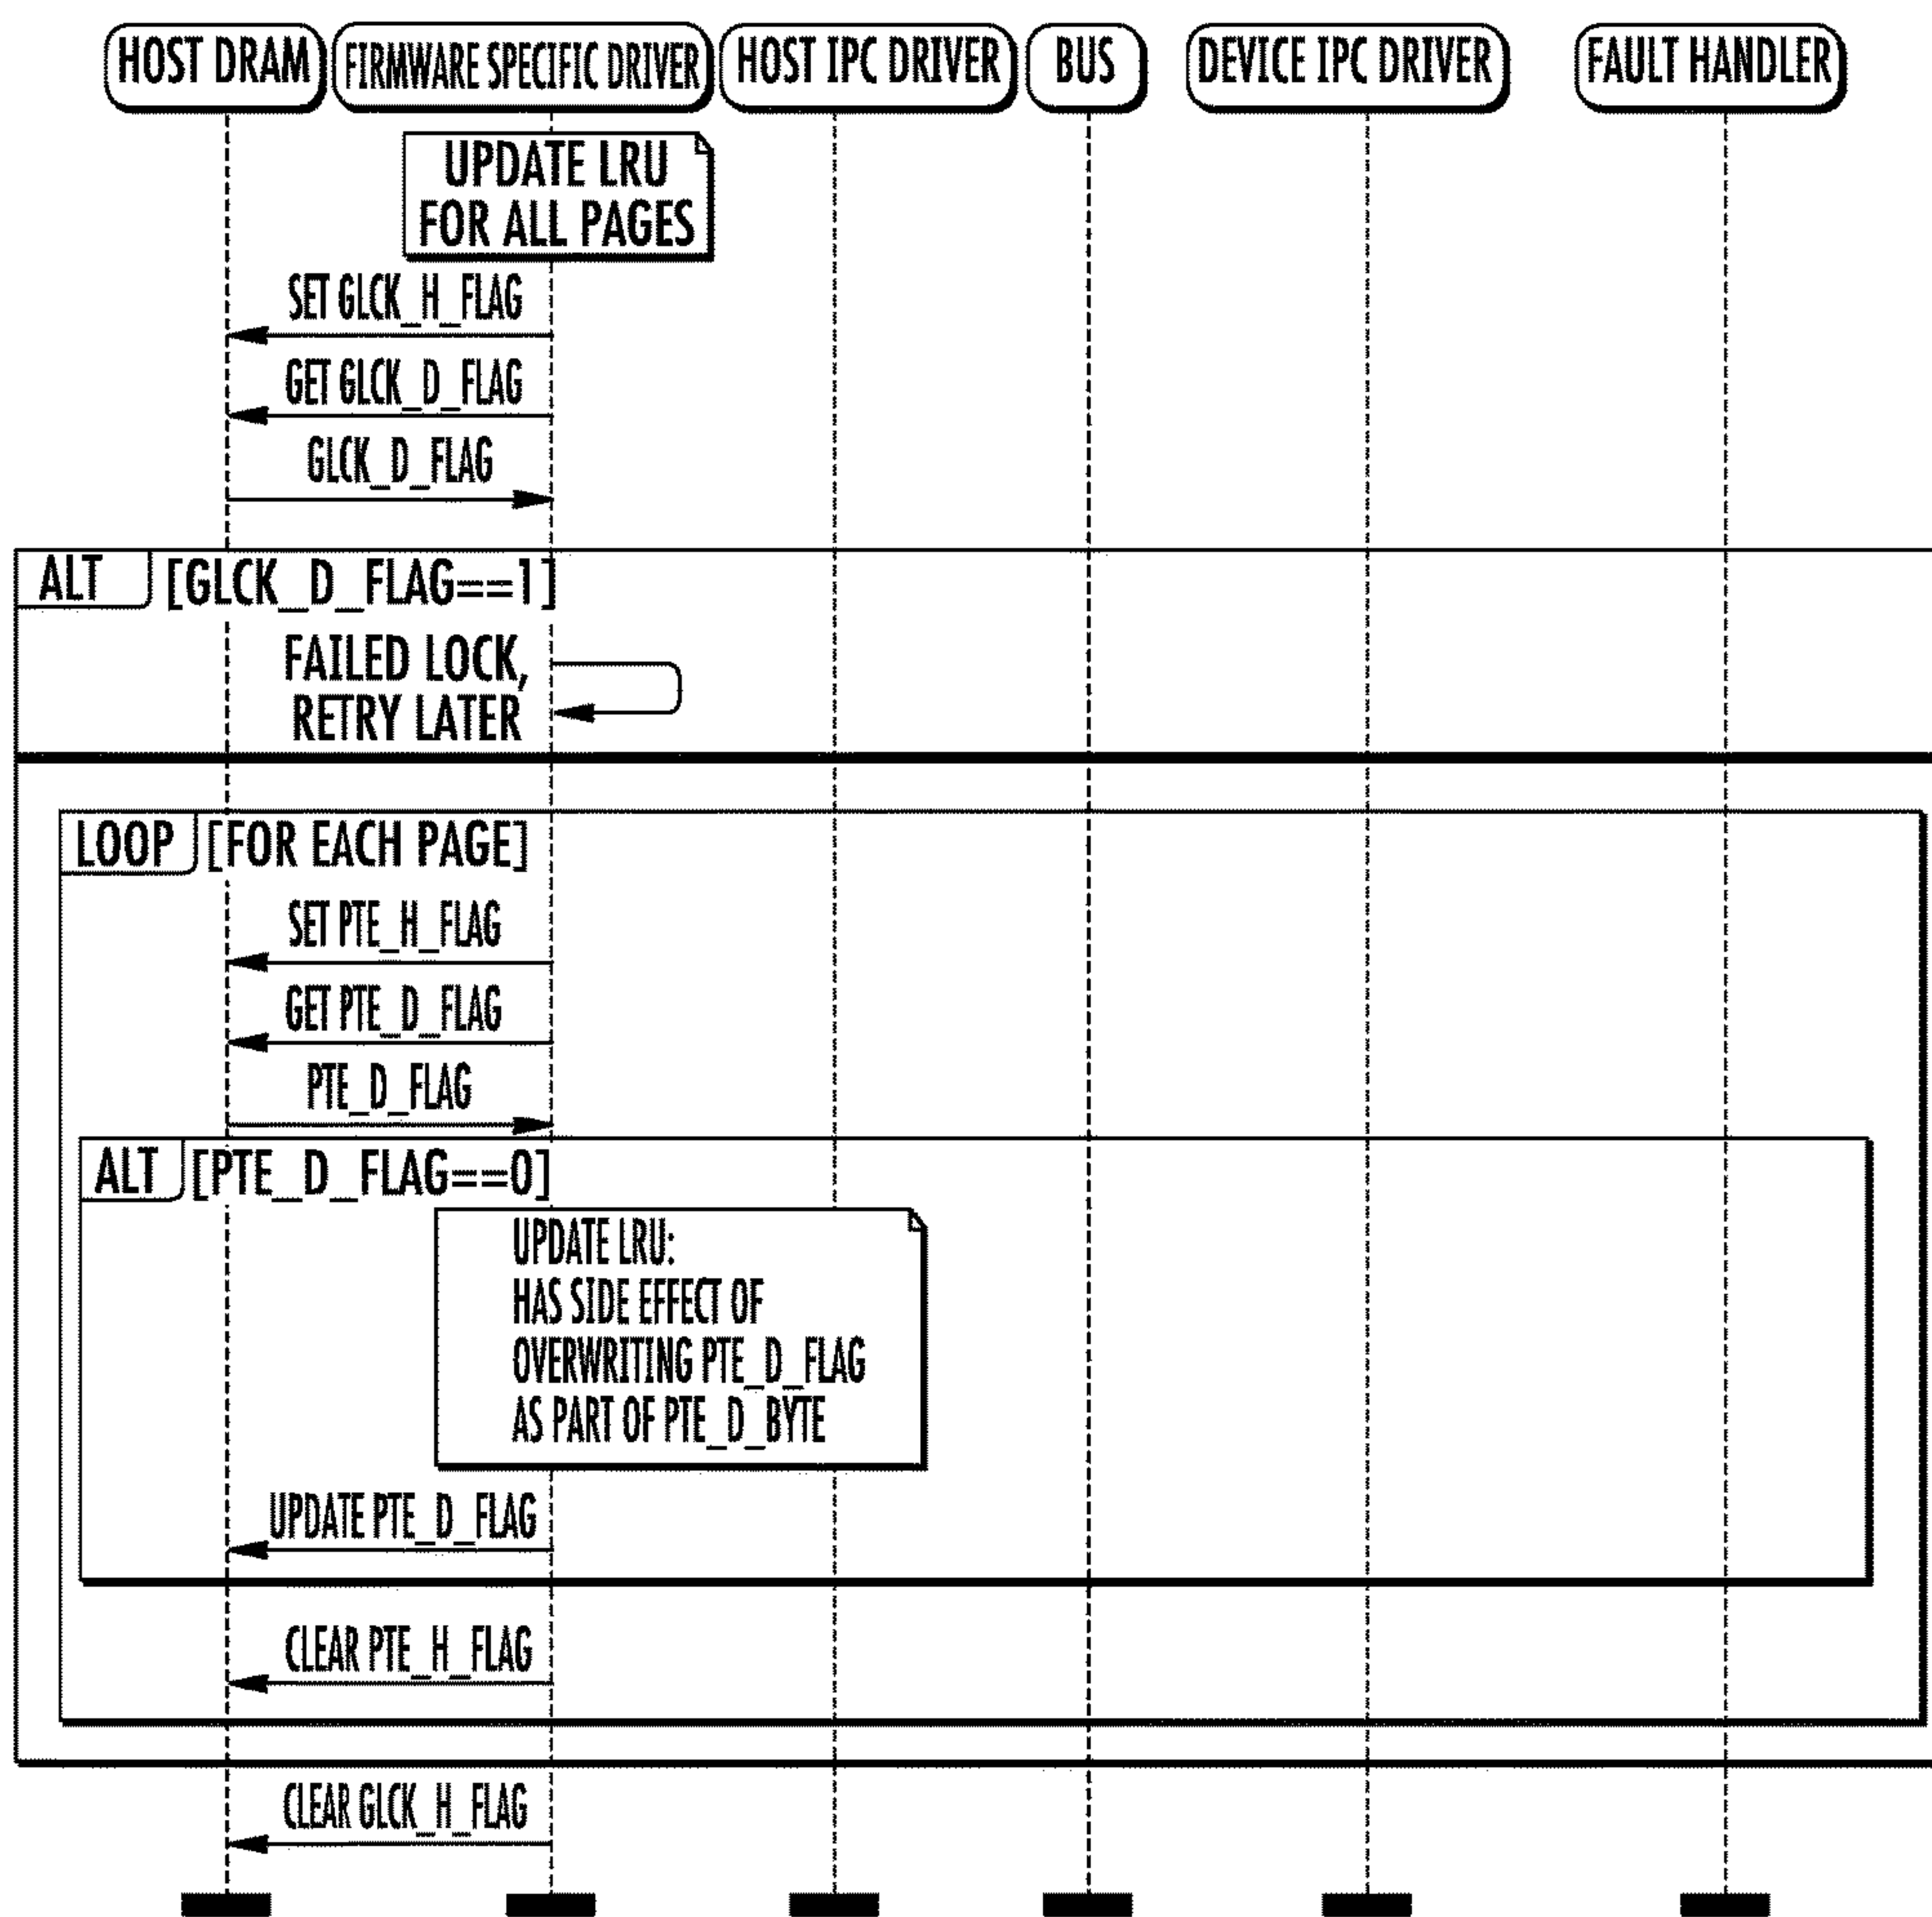 HOST DRAM
FIRMWARE SPECIFIC DRIVER
HOST IPC DRIVER
BUS
DEVICE IPC DRIVER
FAULT HANDLER
UPDATE LRU
FOR ALL PAGES
SET GLCK_H_FLAG
GET GLCK_D_FLAG
GLCK_D_FLAG
ALT [GLCK_D_FLAG==1]
FAILED LOCK,
RETRY LATER
LOOP [FOR EACH PAGE]
SET PTE_H_FLAG
GET PTE_D_FLAG
PTE_D_FLAG
ALT [PTE_D_FLAG==0]
UPDATE LRU:
HAS SIDE EFFECT OF
OVERWRITING PTE_D_FLAG
AS PART OF PTE_D_BYTE
UPDATE PTE_D_FLAG
CLEAR PTE_H_FLAG
CLEAR GLCK_H_FLAG